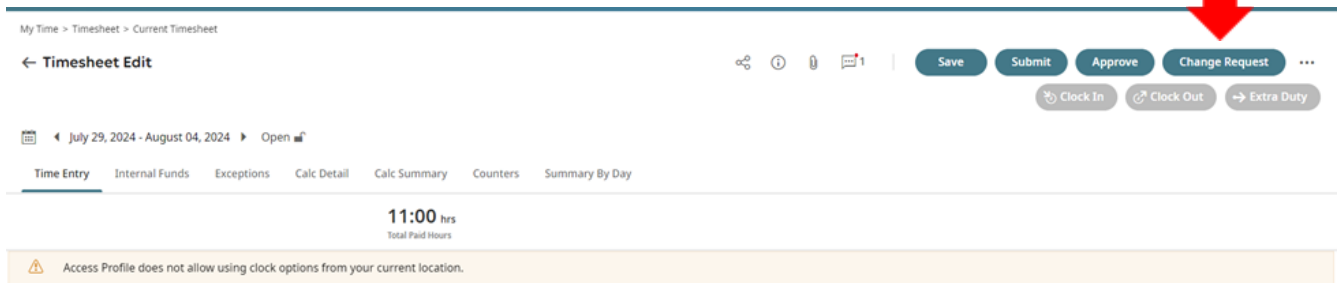 My Time > Timesheet > Current Timesheet
← Timesheet Edit
1
Save Submit Approve Change Request ...
Clock In Clock Out → Extra Duty
July 29, 2024 - August 04, 2024 Open
Time Entry Internal Funds Exceptions Calc Detail Calc Summary Counters Summary By Day
11:00 hrs
Total Paid Hours
Access Profile does not allow using clock options from your current location.